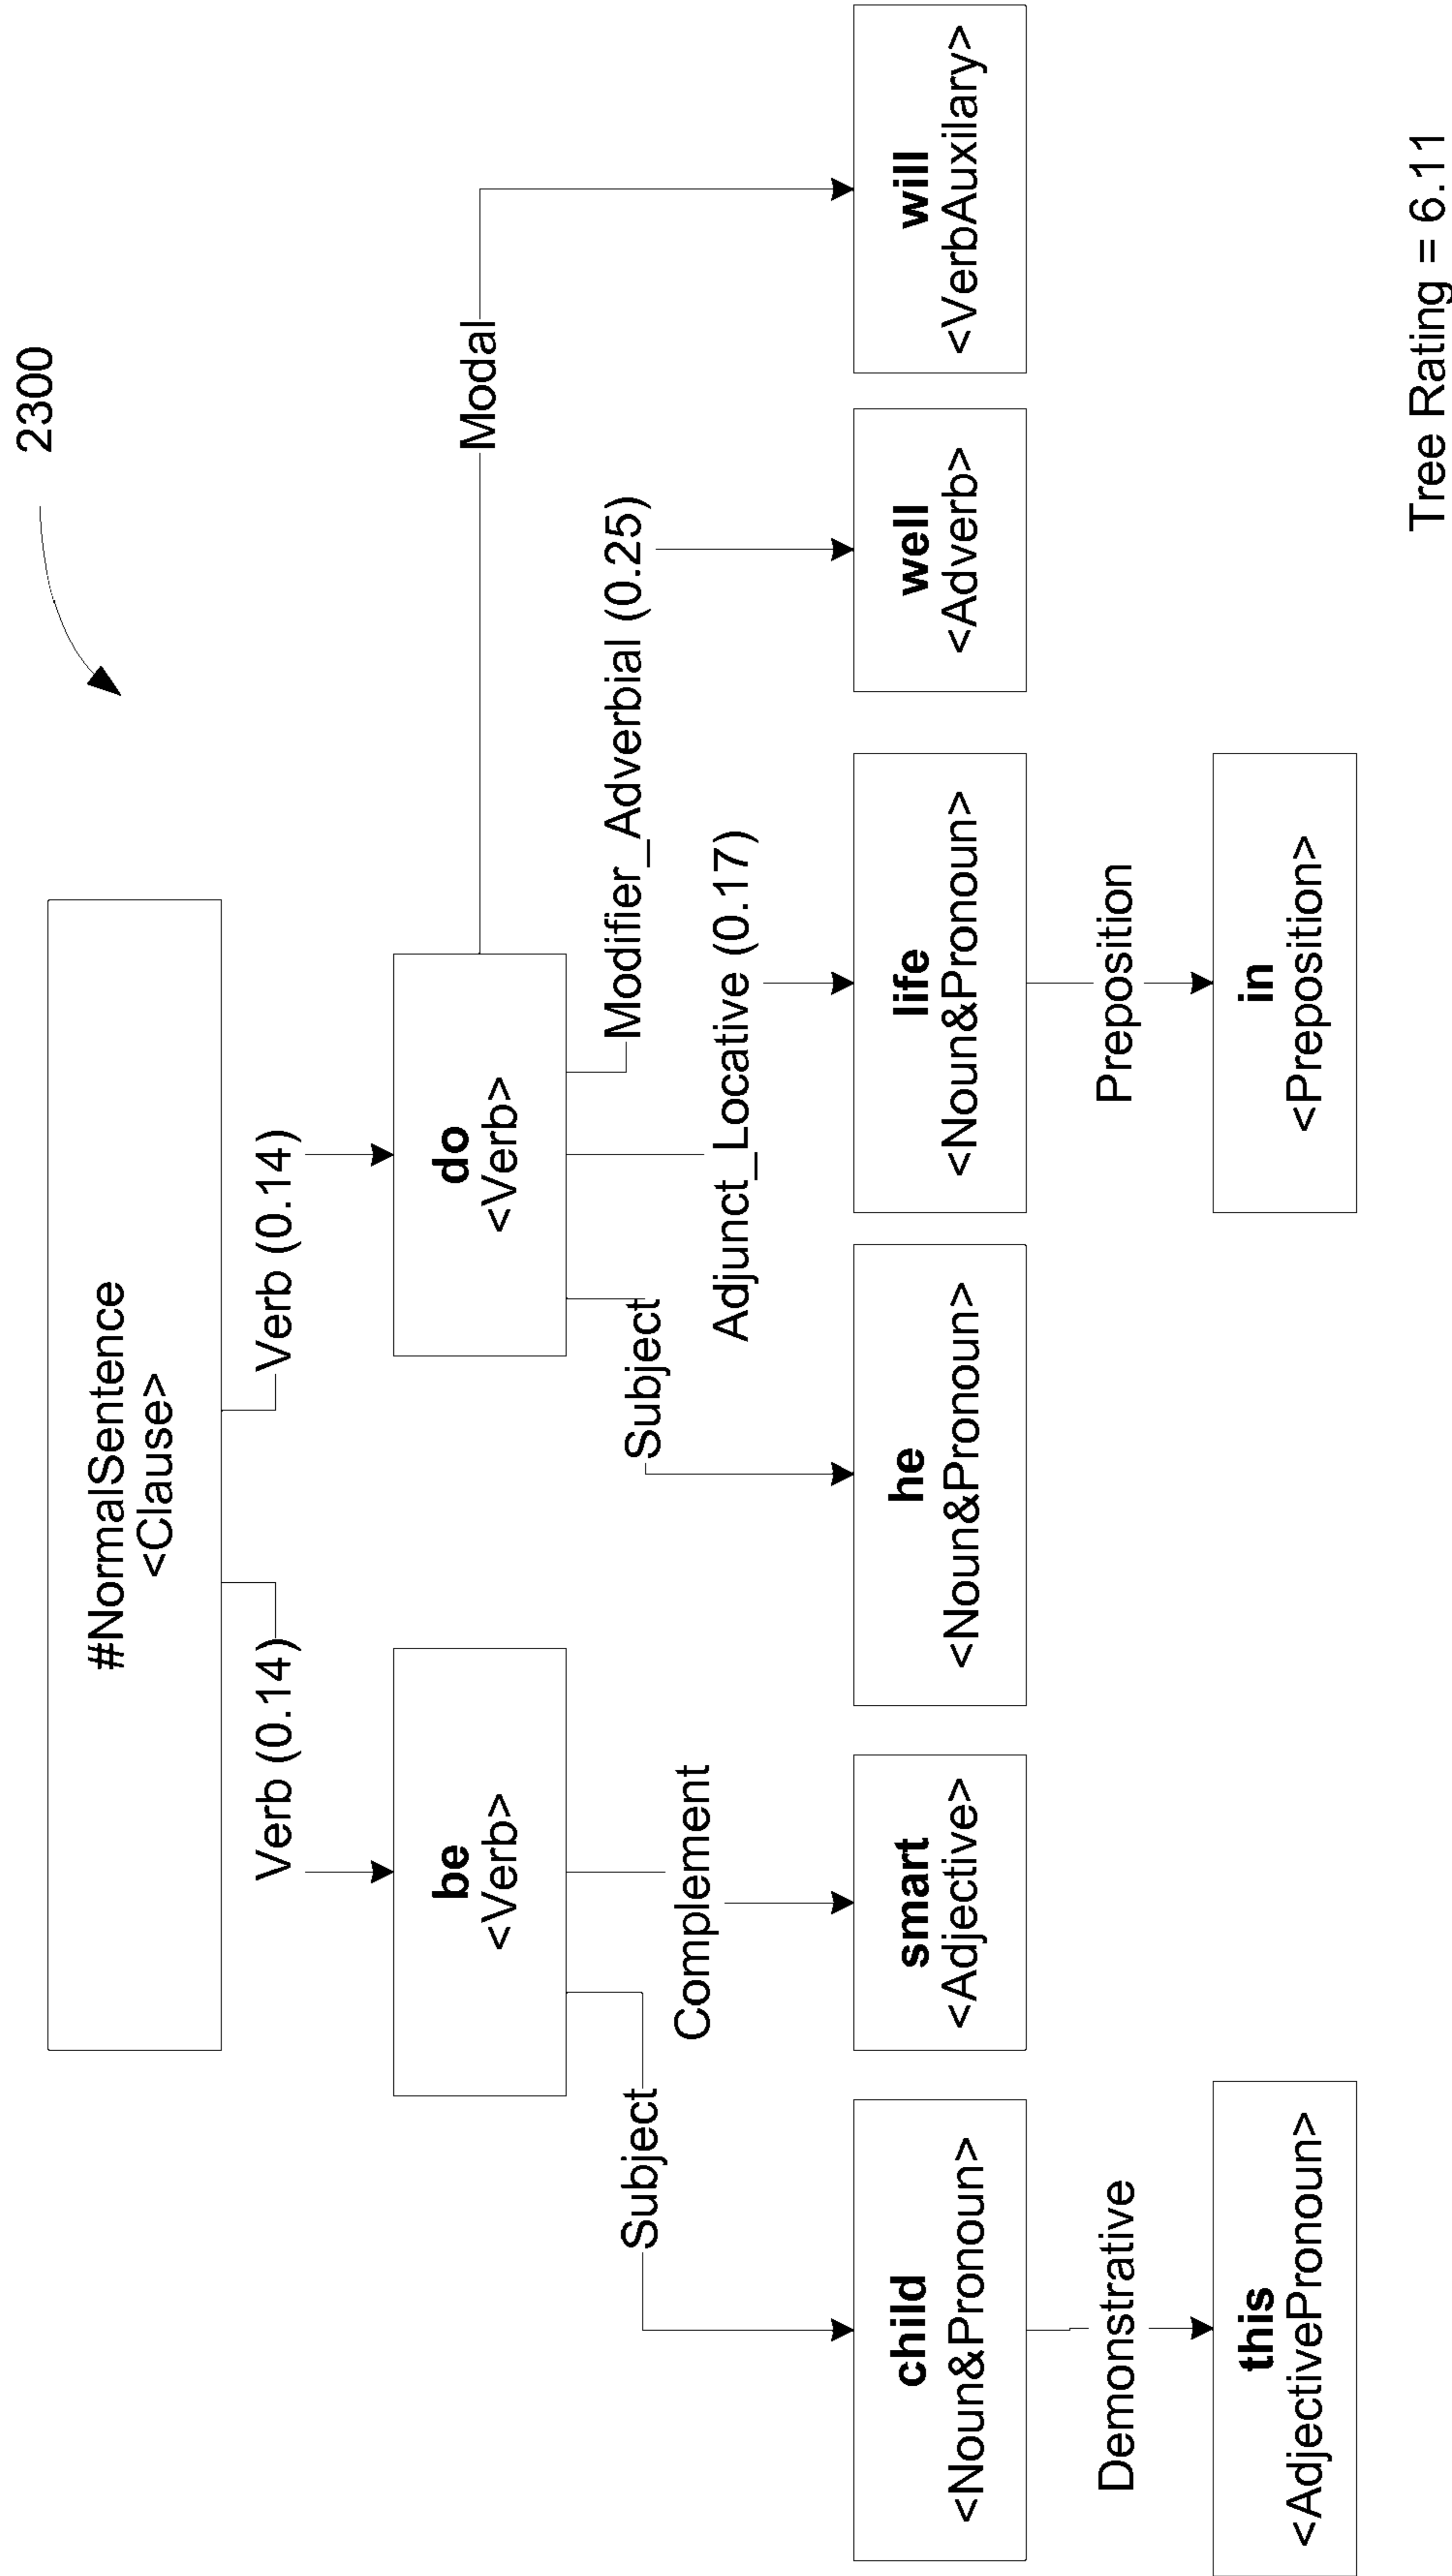 2300
#NormalSentence
<Clause>
Verb (0.14)
Verb (0.14)
be
<Verb>
do
<Verb>
Modal
Subject
Complement
Subject
Adjunct_Locative (0.17)
Modifier_Adverbial (0.25)
child
<Noun&Pronoun>
smart
<Adjective>
he
<Noun&Pronoun>
life
<Noun&Pronoun>
well
<Adverb>
will
<VerbAuxilary>
Demonstrative
Preposition
this
<AdjectivePronoun>
in
<Preposition>
Tree Rating = 6.11